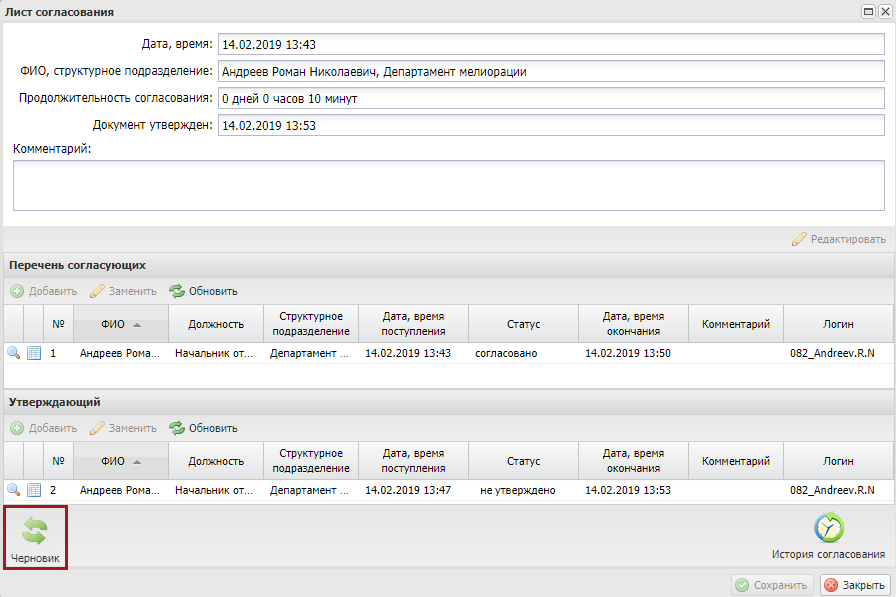 Лист согласования
Дата, время: 14.02.2019 13:43
ФИО, структурное подразделение: Андреев Роман Николаевич, Департамент мелиорации
Продолжительность согласования: 0 дней 0 часов 10 минут
Документ утвержден: 14.02.2019 13:53
Комментарий:
Редактировать
Перечень согласующих
Добавить Заменить Обновить
№ ФИО Должность Структурное подразделение Дата, время поступления Статус Дата, время окончания Комментарий Логин
1 Андреев Рома... Начальник от... Департамент ... 14.02.2019 13:43 согласовано 14.02.2019 13:50 082_Andreev.R.N
Утверждающий
Добавить Заменить Обновить
№ ФИО Должность Структурное подразделение Дата, время поступления Статус Дата, время окончания Комментарий Логин
2 Андреев Рома... Начальник от... Департамент ... 14.02.2019 13:47 не утверждено 14.02.2019 13:53 082_Andreev.R.N
Черновик История согласования
Сохранить Закрыть